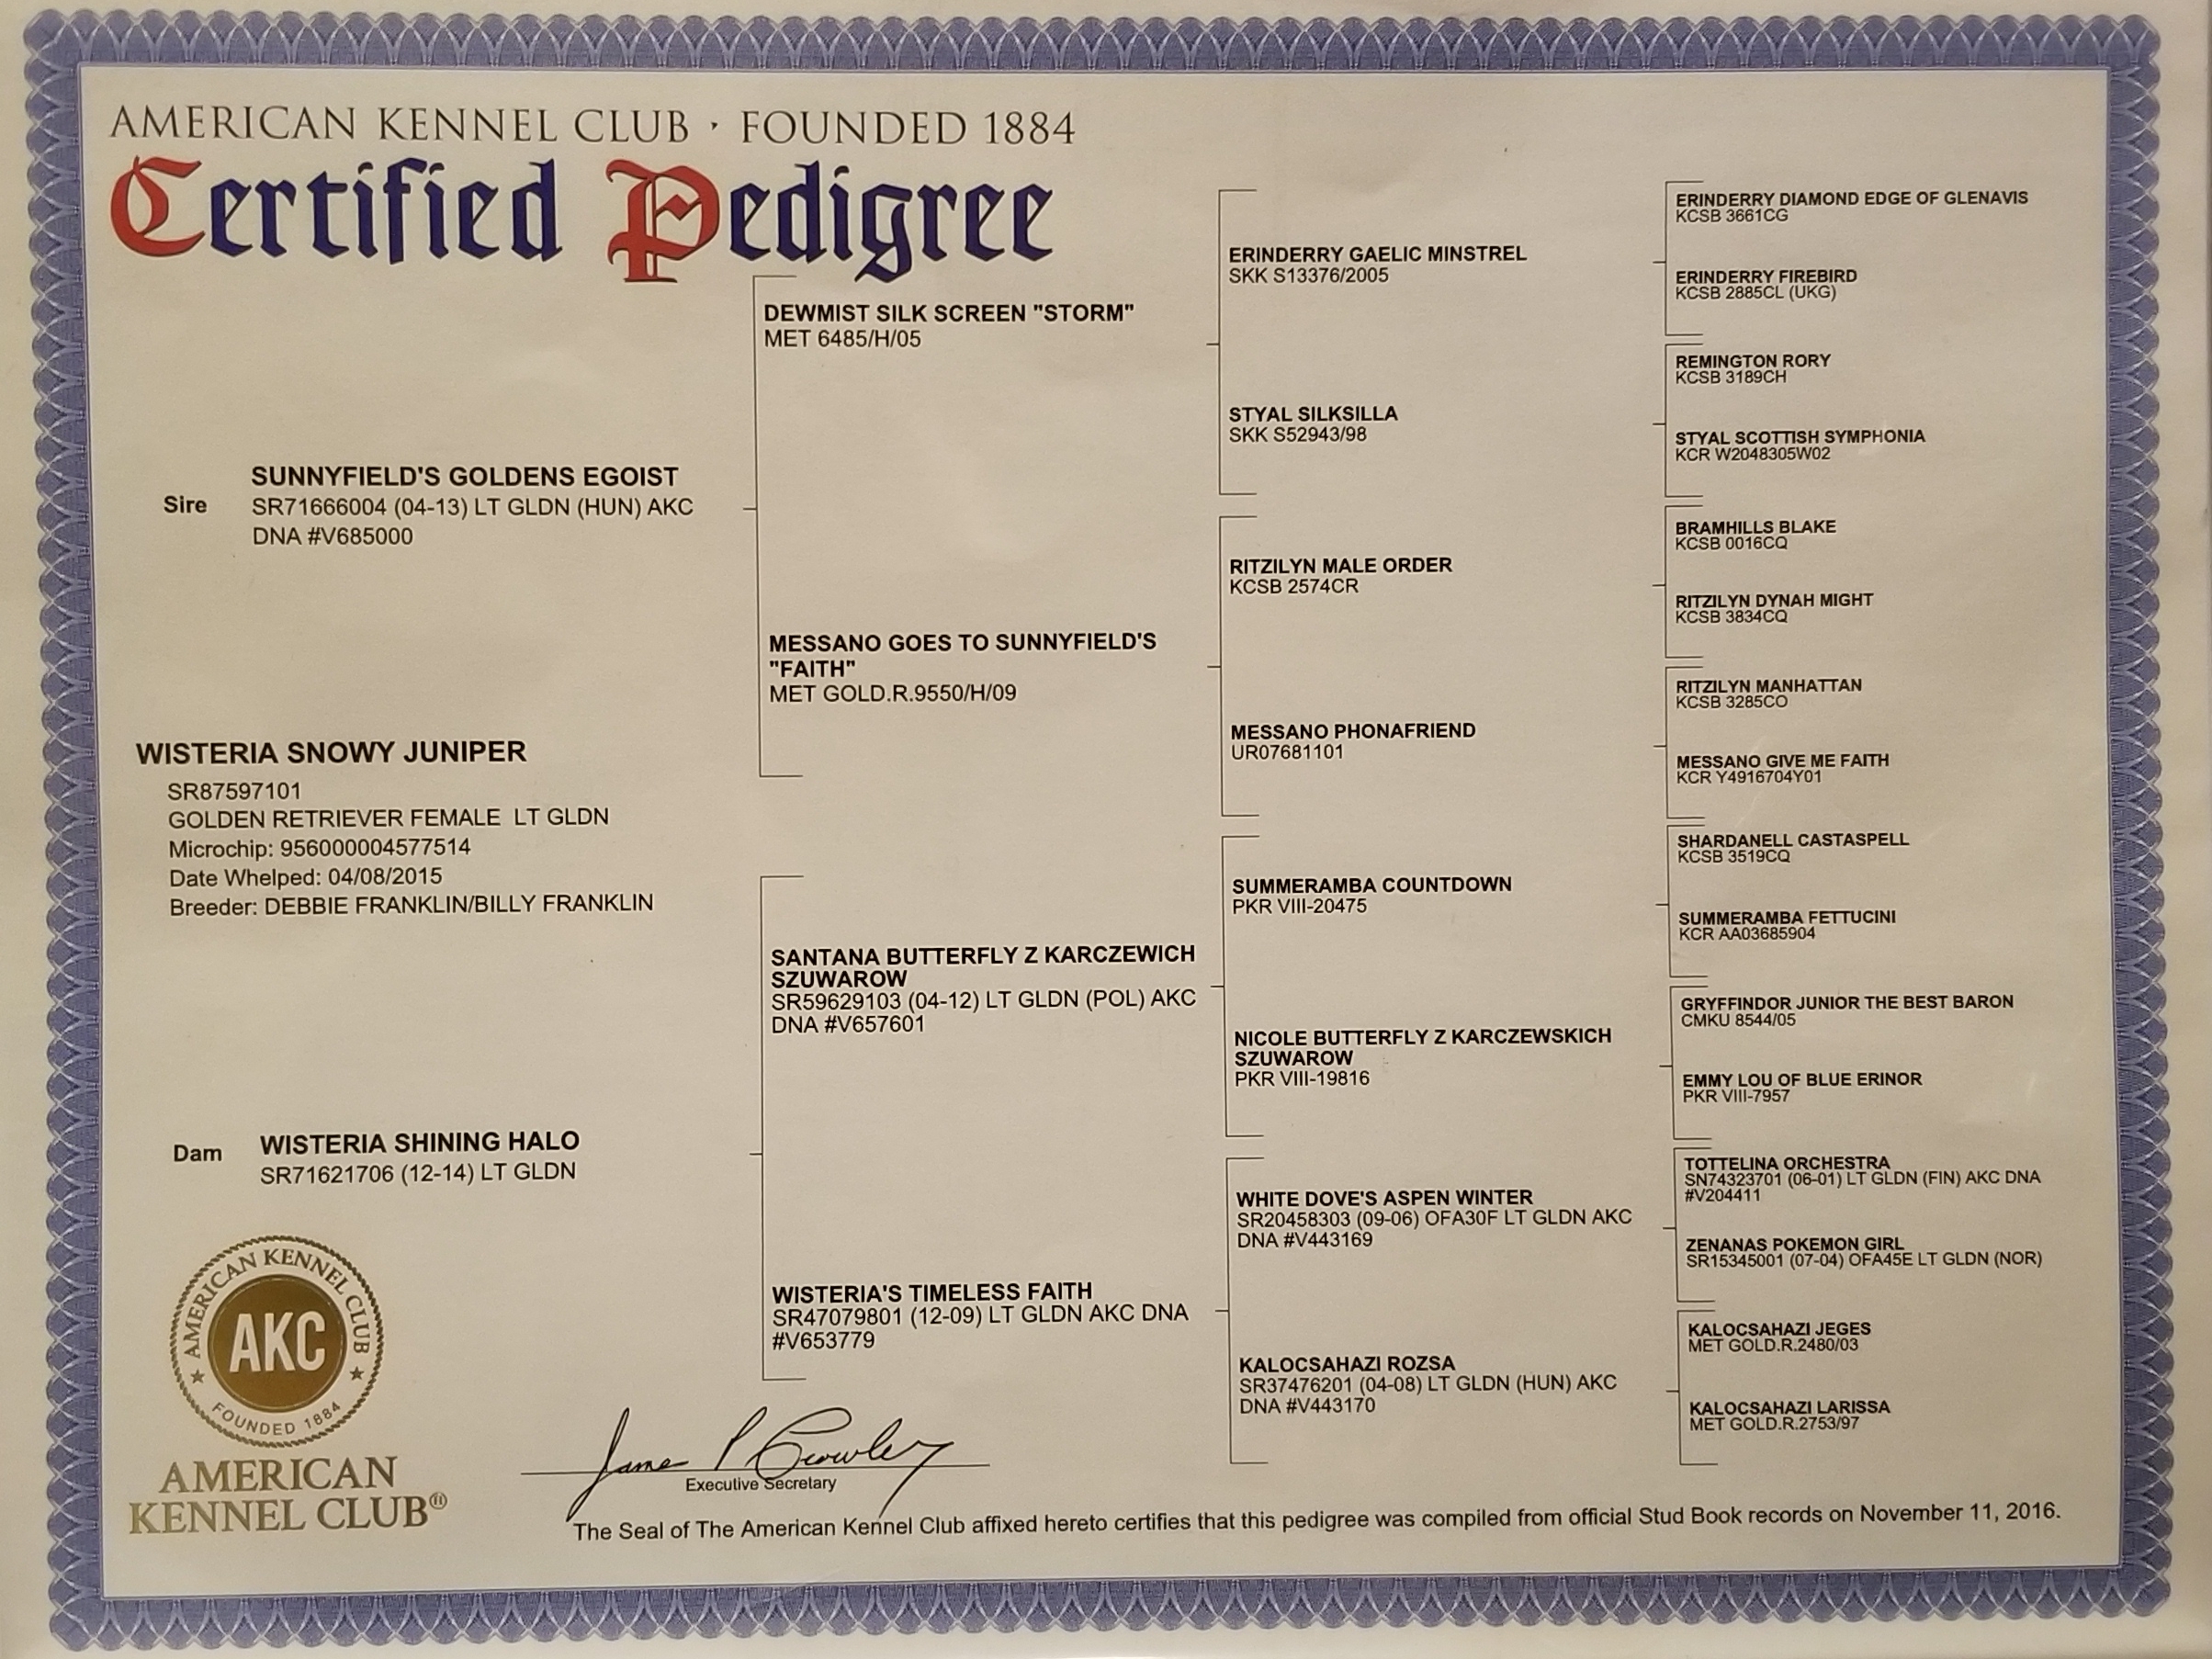 AMERICAN KENNEL CLUB · FOUNDED 1884
Certified Pedigree
Sire
SUNNYFIELD'S GOLDENS EGOIST
SR71666004 (04-13) LT GLDN (HUN) AKC
DNA #V685000
WISTERIA SNOWY JUNIPER
SR87597101
GOLDEN RETRIEVER FEMALE LT GLDN
Microchip: 956000004577514
Date Whelped: 04/08/2015
Breeder: DEBBIE FRANKLIN/BILLY FRANKLIN
Dam
WISTERIA SHINING HALO
SR71621706 (12-14) LT GLDN
DEWMIST SILK SCREEN "STORM"
MET 6485/H/05
MESSANO GOES TO SUNNYFIELD'S
"FAITH"
MET GOLD.R.9550/H/09
SANTANA BUTTERFLY Z KARCZEWICH
SZUWAROW
SR59629103 (04-12) LT GLDN (POL) AKC
DNA #V657601
WISTERIA'S TIMELESS FAITH
SR47079801 (12-09) LT GLDN AKC DNA
#V653779
ERINDERRY GAELIC MINSTREL
SKK S13376/2005
STYAL SILKSILLA
SKK S52943/98
RITZILYN MALE ORDER
KCSB 2574CR
MESSANO PHONAFRIEND
UR07681101
SUMMERAMBA COUNTDOWN
PKR VIII-20475
NICOLE BUTTERFLY Z KARCZEWSKICH
SZUWAROW
PKR VIII-19816
WHITE DOVE'S ASPEN WINTER
SR20458303 (09-06) OFA30F LT GLDN AKC
DNA #V443169
KALOCSAHAZI ROZSA
SR37476201 (04-08) LT GLDN (HUN) AKC
DNA #V443170
ERINDERRY DIAMOND EDGE OF GLENAVIS
KCSB 3661CG
ERINDERRY FIREBIRD
KCSB 2885CL (UKG)
REMINGTON RORY
KCSB 3189CH
STYAL SCOTTISH SYMPHONIA
KCR W2048305W02
BRAMHILLS BLAKE
KCSB 0016CQ
RITZILYN DYNAH MIGHT
KCSB 3834CQ
RITZILYN MANHATTAN
KCSB 3285CO
MESSANO GIVE ME FAITH
KCR Y4916704Y01
SHARDANELL CASTASPELL
KCSB 3519CQ
SUMMERAMBA FETTUCINI
KCR AA03685904
GRYFFINDOR JUNIOR THE BEST BARON
CMKU 8544/05
EMMY LOU OF BLUE ERINOR
PKR VIII-7957
TOTTELINA ORCHESTRA
SN74323701 (06-01) LT GLDN (FIN) AKC DNA
#V204411
ZENANAS POKEMON GIRL
SR15345001 (07-04) OFA45E LT GLDN (NOR)
KALOCSAHAZI JEGES
MET GOLD.R.2480/03
KALOCSAHAZI LARISSA
MET GOLD.R.2753/97
AMERICAN KENNEL CLUB
AKC
FOUNDED 1884
AMERICAN
KENNEL CLUB®
James P Crowley
Executive Secretary
The Seal of The American Kennel Club affixed hereto certifies that this pedigree was compiled from official Stud Book records on November 11, 2016.